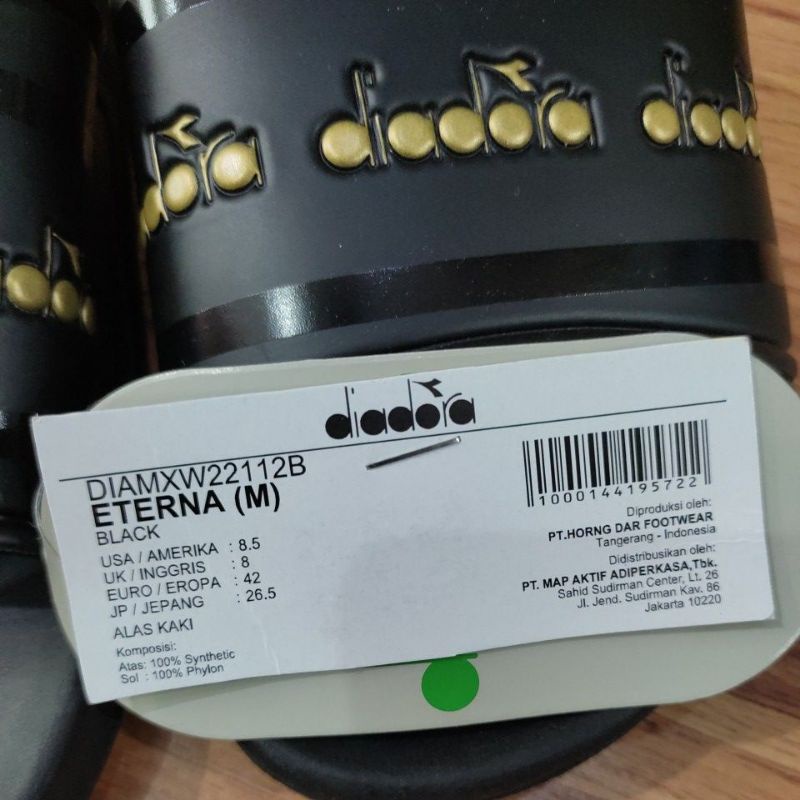 diadora
diadora
diadora
diadora
DIAMXW22112B
ETERNA (M)
BLACK
USA / AMERIKA : 8.5
UK / INGGRIS : 8
EURO / EROPA : 42
JP / JEPANG : 26.5
ALAS KAKI
Komposisi:
Atas: 100% Synthetic
Sol : 100% Phylon
1000144195722
Diproduksi oleh:
PT.HORNG DAR FOOTWEAR
Tangerang - Indonesia
Didistribusikan oleh:
PT. MAP AKTIF ADIPERKASA,Tbk.
Sahid Sudirman Center, Lt. 26
Jl. Jend. Sudirman Kav. 86
Jakarta 10220